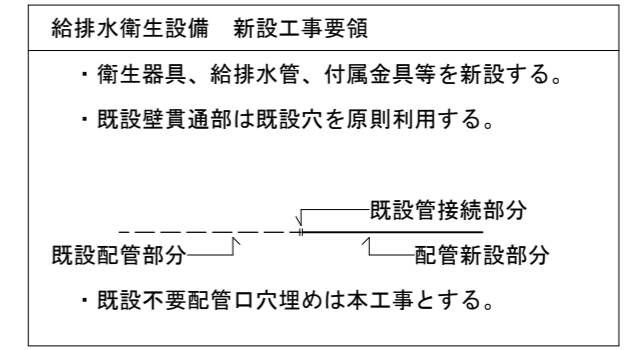 給排水衛生設備　新設工事要領
・衛生器具、給排水管、付属金具等を新設する。
・既設壁貫通部は既設穴を原則利用する。
既設管接続部分
既設配管部分
配管新設部分
・既設不要配管口穴埋めは本工事とする。